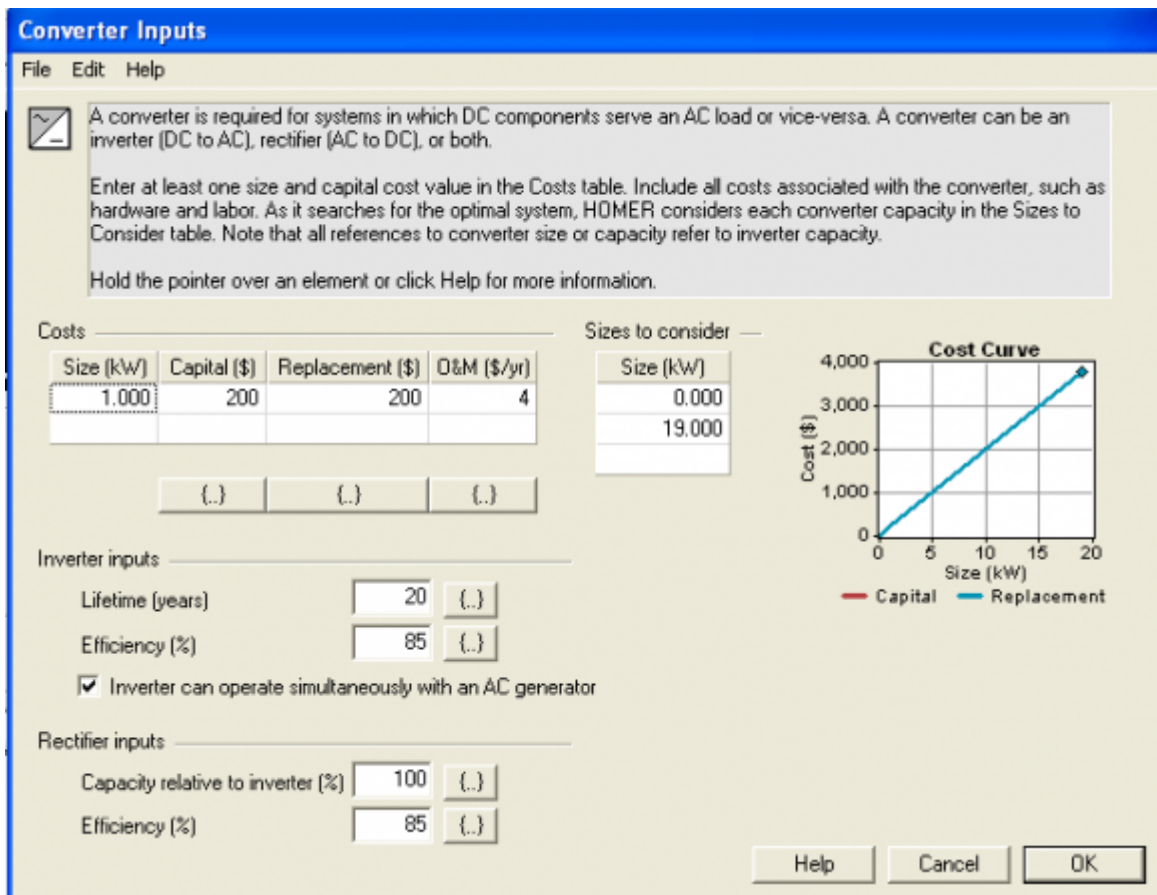 Converter Inputs
File Edit Help
A converter is required for systems in which DC components serve an AC load or vice-versa. A converter can be an
inverter (DC to AC), rectifier (AC to DC), or both.
Enter at least one size and capital cost value in the Costs table. Include all costs associated with the converter, such as
hardware and labor. As it searches for the optimal system, HOMER considers each converter capacity in the Sizes to
Consider table. Note that all references to converter size or capacity refer to inverter capacity.
Hold the pointer over an element or click Help for more information.
Costs
Size (kW) Capital ($) Replacement ($) O&M ($/yr)
1.000 200 200 4
{..} {..} {..}
Sizes to consider
Size (kW)
0.000
19.000
Cost Curve
4,000
3,000
2,000
1,000
0
Cost ($)
0 5 10 15 20
Size (kW)
Capital Replacement
Inverter inputs
Lifetime (years) 20 {..}
Efficiency (%) 85 {..}
Inverter can operate simultaneously with an AC generator
Rectifier inputs
Capacity relative to inverter (%) 100 {..}
Efficiency (%) 85 {..}
Help Cancel OK